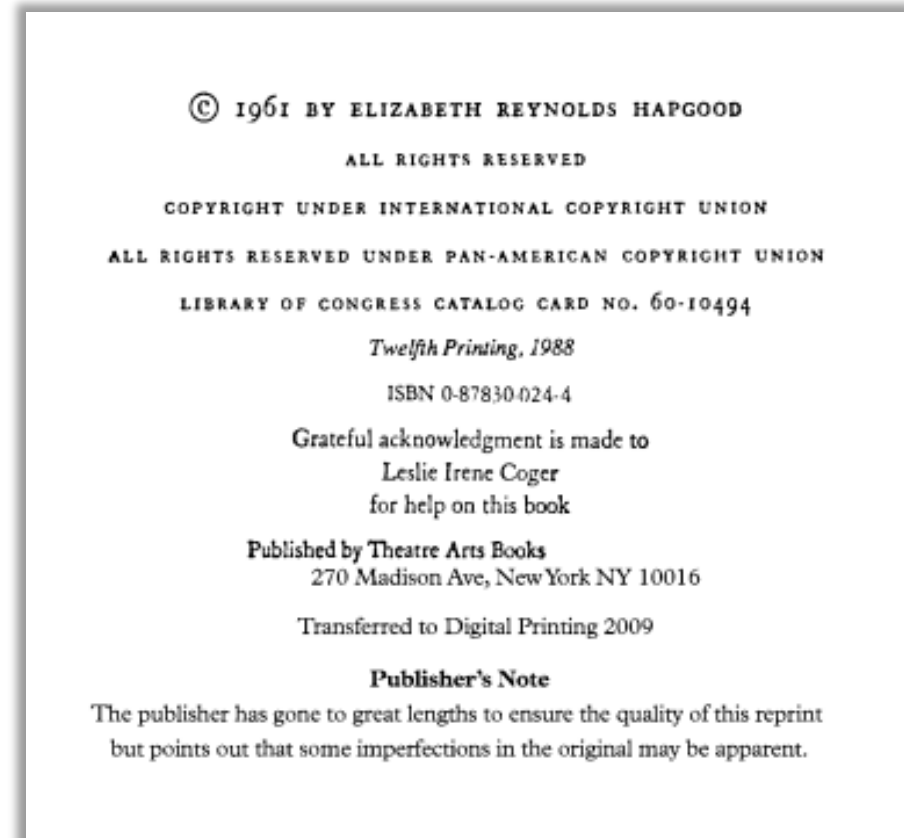 © 1961 BY ELIZABETH REYNOLDS HAPGOOD
ALL RIGHTS RESERVED
COPYRIGHT UNDER INTERNATIONAL COPYRIGHT UNION
ALL RIGHTS RESERVED UNDER PAN-AMERICAN COPYRIGHT UNION
LIBRARY OF CONGRESS CATALOG CARD NO. 60-10494
Twelfth Printing, 1988
ISBN 0-87830-024-4
Grateful acknowledgment is made to
Leslie Irene Coger
for help on this book
Published by Theatre Arts Books
270 Madison Ave, New York NY 10016
Transferred to Digital Printing 2009
Publisher's Note
The publisher has gone to great lengths to ensure the quality of this reprint
but points out that some imperfections in the original may be apparent.